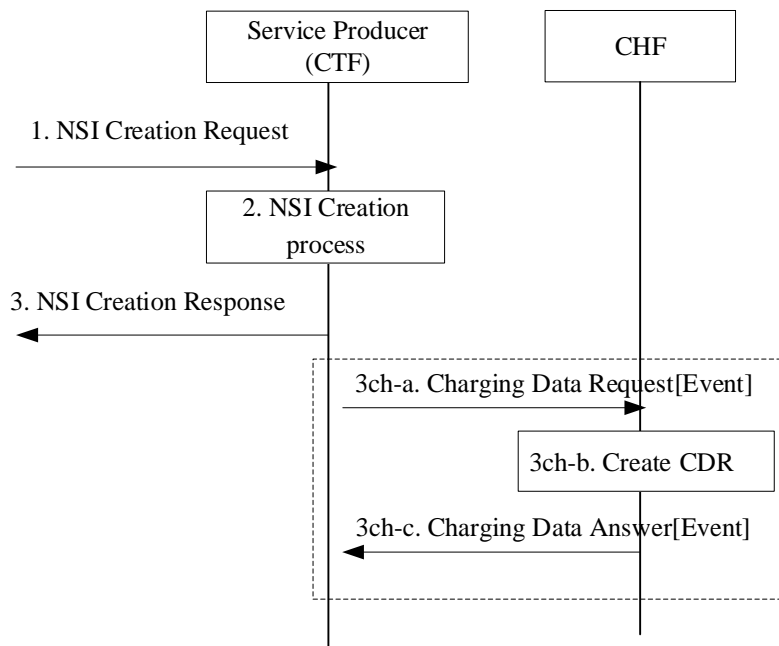 Service Producer
(CTF)
CHF
1. NSI Creation Request
2. NSI Creation
process
3. NSI Creation Response
3ch-a. Charging Data Request[Event]
3ch-b. Create CDR
3ch-c. Charging Data Answer[Event]